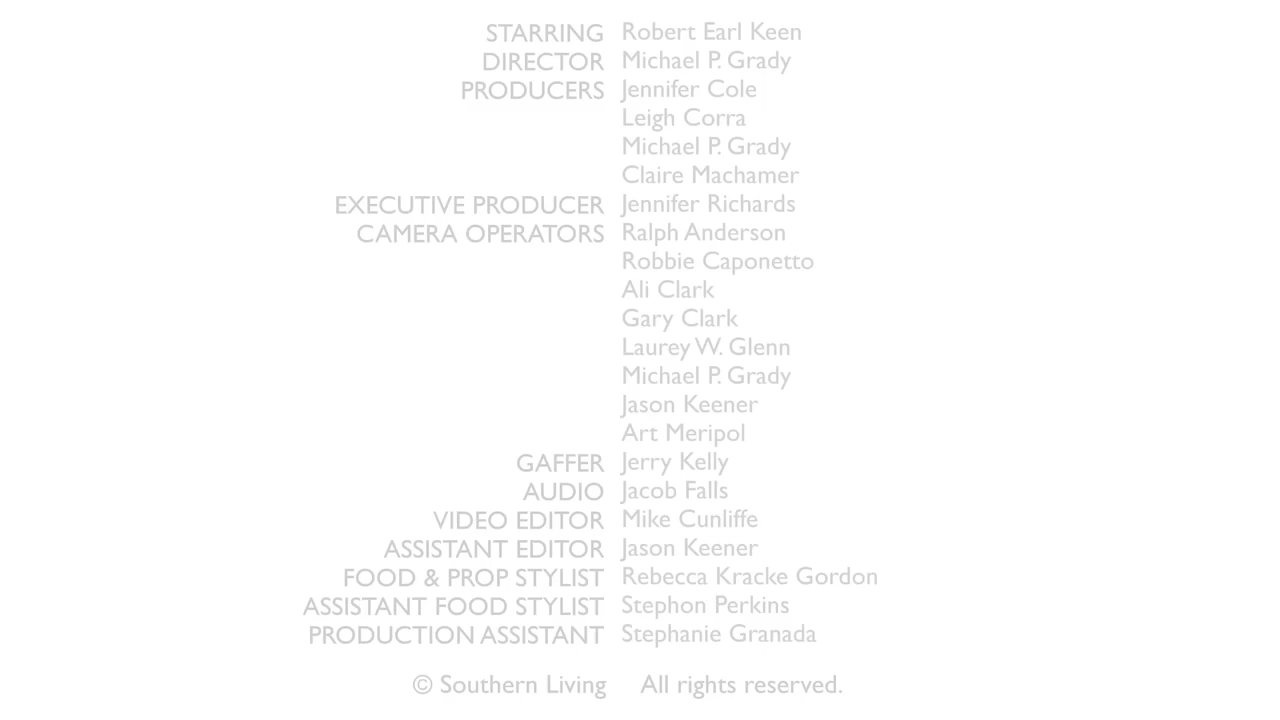 STARRING Robert Earl Keen
DIRECTOR Michael P. Grady
PRODUCERS Jennifer Cole
Leigh Corra
Michael P. Grady
Claire Machamer
EXECUTIVE PRODUCER Jennifer Richards
CAMERA OPERATORS Ralph Anderson
Robbie Caponetto
Ali Clark
Gary Clark
Laurey W. Glenn
Michael P. Grady
Jason Keener
Art Meripol
GAFFER Jerry Kelly
AUDIO Jacob Falls
VIDEO EDITOR Mike Cunliffe
ASSISTANT EDITOR Jason Keener
FOOD & PROP STYLIST Rebecca Kracke Gordon
ASSISTANT FOOD STYLIST Stephon Perkins
PRODUCTION ASSISTANT Stephanie Granada
© Southern Living All rights reserved.